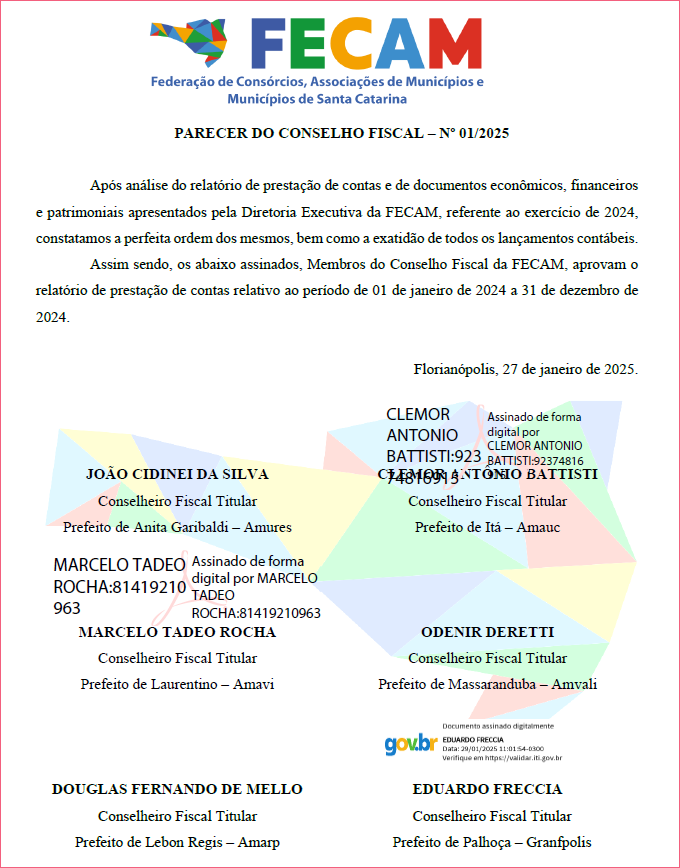 FECAM
Federação de Consórcios, Associações de Municípios e
Municípios de Santa Catarina
PARECER DO CONSELHO FISCAL – Nº 01/2025
Após análise do relatório de prestação de contas e de documentos econômicos, financeiros
e patrimoniais apresentados pela Diretoria Executiva da FECAM, referente ao exercício de 2024,
constatamos a perfeita ordem dos mesmos, bem como a exatidão de todos os lançamentos contábeis.
Assim sendo, os abaixo assinados, Membros do Conselho Fiscal da FECAM, aprovam o
relatório de prestação de contas relativo ao período de 01 de janeiro de 2024 a 31 de dezembro de
2024.
Florianópolis, 27 de janeiro de 2025.
CLEMOR
ANTONIO
BATTISTI:923
74816915
Assinado de forma
digital por
CLEMOR ANTONIO
BATTISTI:92374816
JOÃO CIDINEI DA SILVA
Conselheiro Fiscal Titular
Prefeito de Anita Garibaldi – Amures
CLEMOR ANTÔNIO BATTISTI
Conselheiro Fiscal Titular
Prefeito de Itá – Amauc
MARCELO TADEO
ROCHA:81419210
963
Assinado de forma
digital por MARCELO
TADEO
ROCHA:81419210963
MARCELO TADEO ROCHA
Conselheiro Fiscal Titular
Prefeito de Laurentino – Amavi
ODENIR DERETTI
Conselheiro Fiscal Titular
Prefeito de Massaranduba – Amvali
gov.br
Documento assinado digitalmente
EDUARDO FRECCIA
Data: 29/01/2025 11:01:54-0300
Verifique em https://validar.iti.gov.br
DOUGLAS FERNANDO DE MELLO
Conselheiro Fiscal Titular
Prefeito de Lebon Regis – Amarp
EDUARDO FRECCIA
Conselheiro Fiscal Titular
Prefeito de Palhoça – Granfpolis